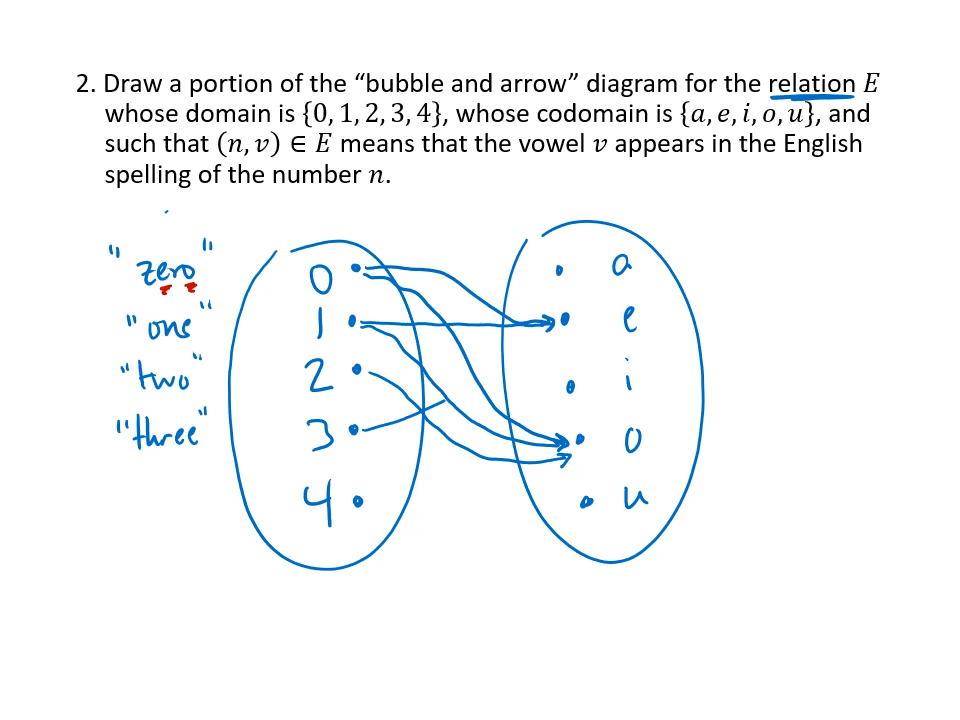 2. Draw a portion of the “bubble and arrow” diagram for the relation E
whose domain is {0, 1, 2, 3, 4}, whose codomain is {a, e, i, o, u}, and
such that (n, v) ∈ E means that the vowel v appears in the English
spelling of the number n.
"zero" 0 a
"one" 1 e
"two" 2 i
"three" 3 o
4 u